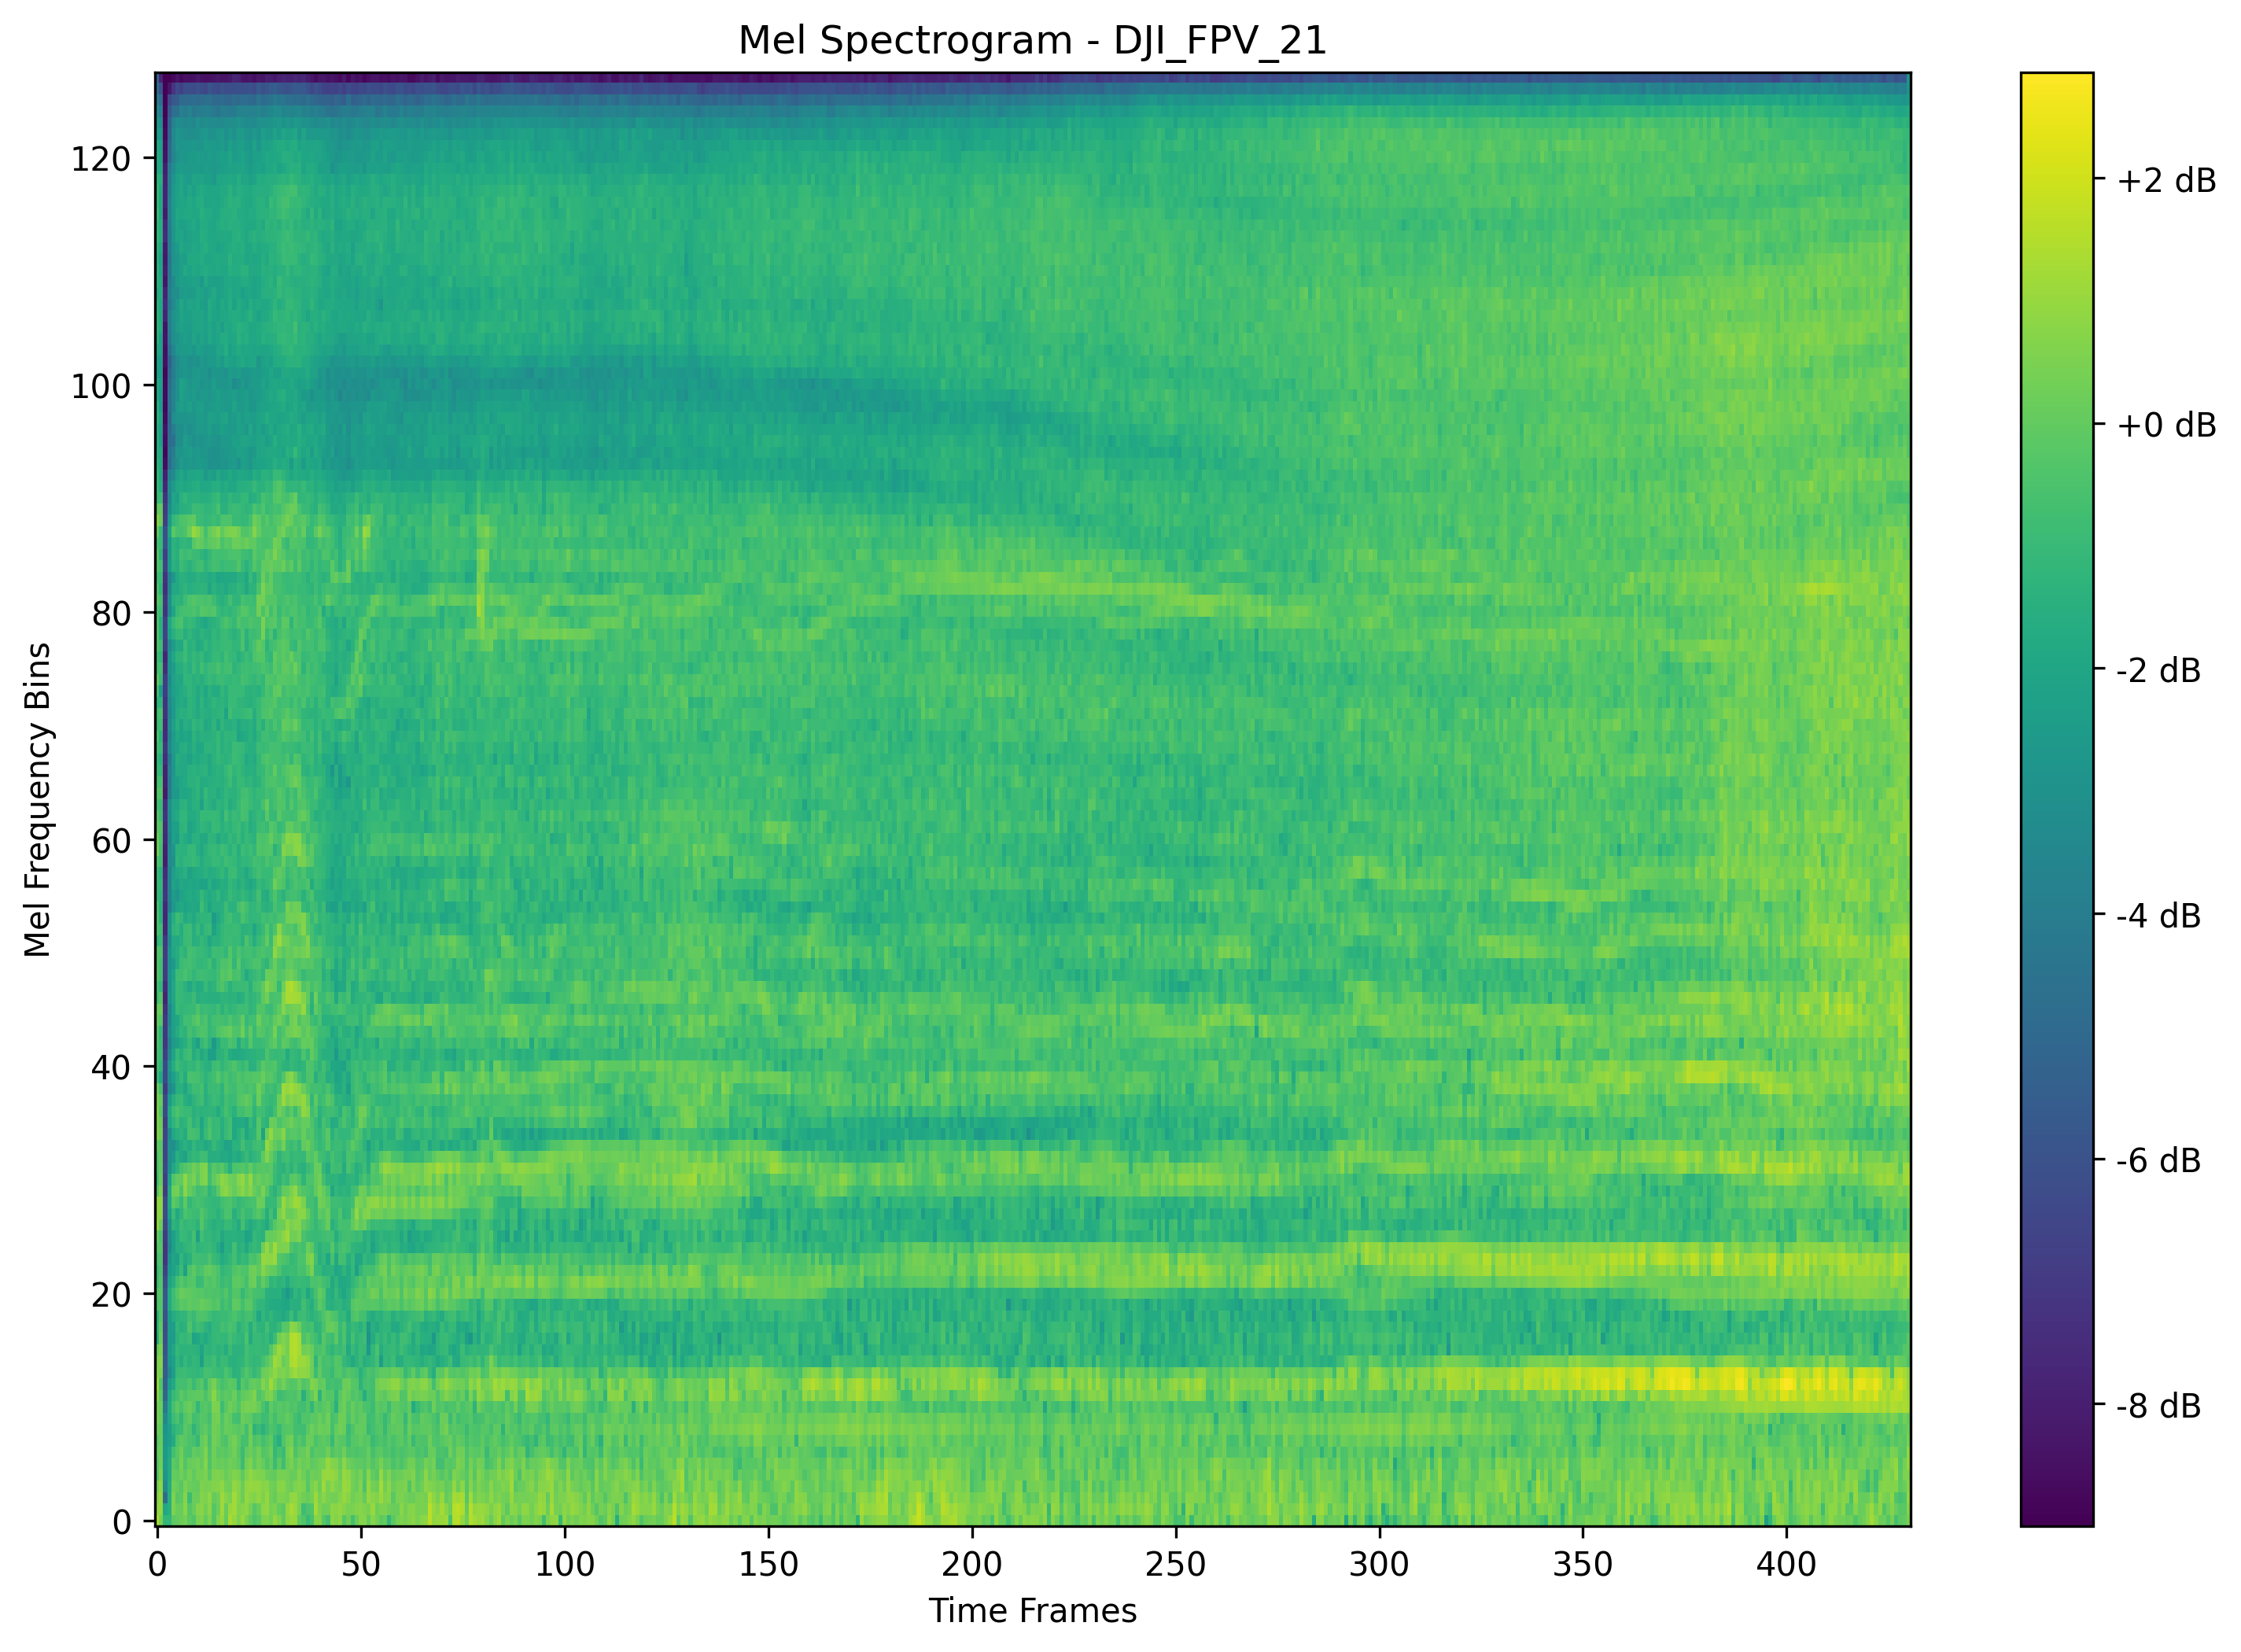 Mel Spectrogram - DJI_FPV_21
Mel Frequency Bins
120
100
80
60
40
20
0
0 50 100 150 200 250 300 350 400
Time Frames
+2 dB
+0 dB
-2 dB
-4 dB
-6 dB
-8 dB